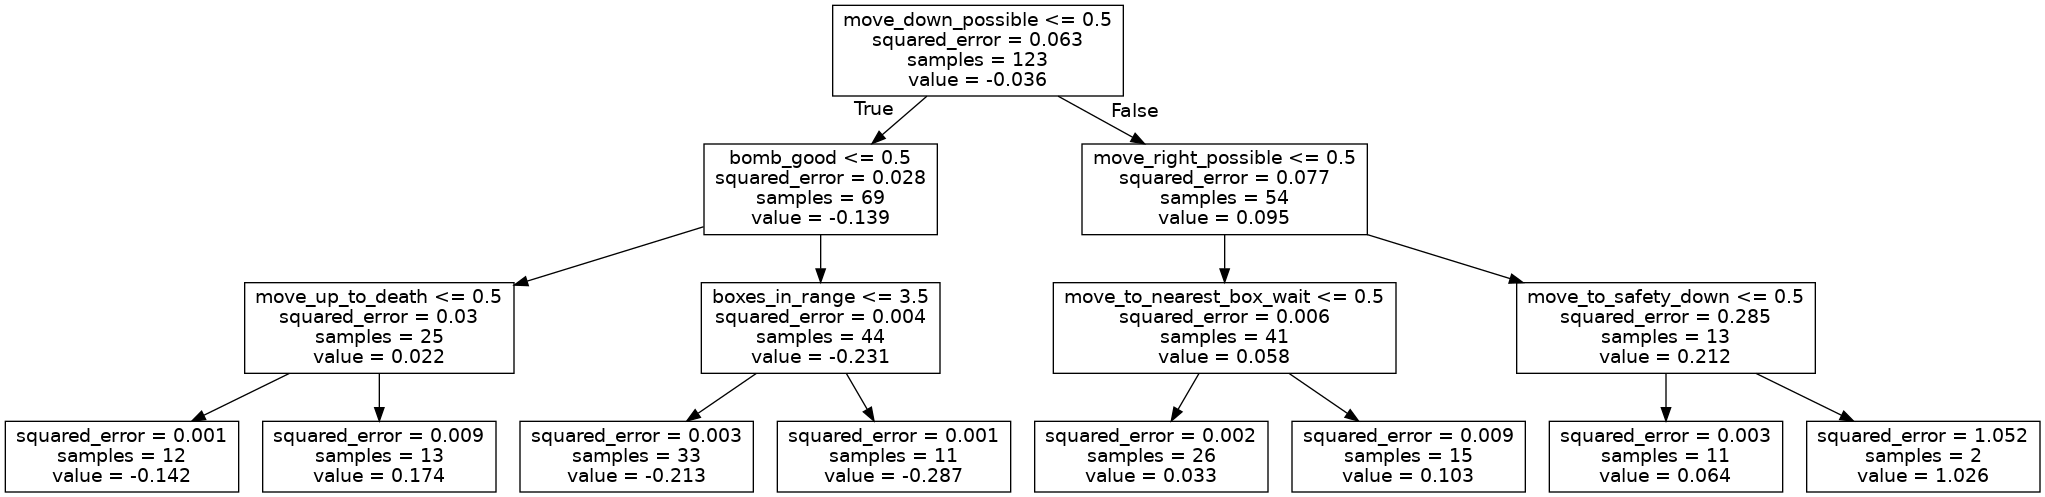 move_down_possible <= 0.5
squared_error = 0.063
samples = 123
value = -0.036
True
False
bomb_good <= 0.5
squared_error = 0.028
samples = 69
value = -0.139
move_right_possible <= 0.5
squared_error = 0.077
samples = 54
value = 0.095
move_up_to_death <= 0.5
squared_error = 0.03
samples = 25
value = 0.022
boxes_in_range <= 3.5
squared_error = 0.004
samples = 44
value = -0.231
move_to_nearest_box_wait <= 0.5
squared_error = 0.006
samples = 41
value = 0.058
move_to_safety_down <= 0.5
squared_error = 0.285
samples = 13
value = 0.212
squared_error = 0.001
samples = 12
value = -0.142
squared_error = 0.009
samples = 13
value = 0.174
squared_error = 0.003
samples = 33
value = -0.213
squared_error = 0.001
samples = 11
value = -0.287
squared_error = 0.002
samples = 26
value = 0.033
squared_error = 0.009
samples = 15
value = 0.103
squared_error = 0.003
samples = 11
value = 0.064
squared_error = 1.052
samples = 2
value = 1.026